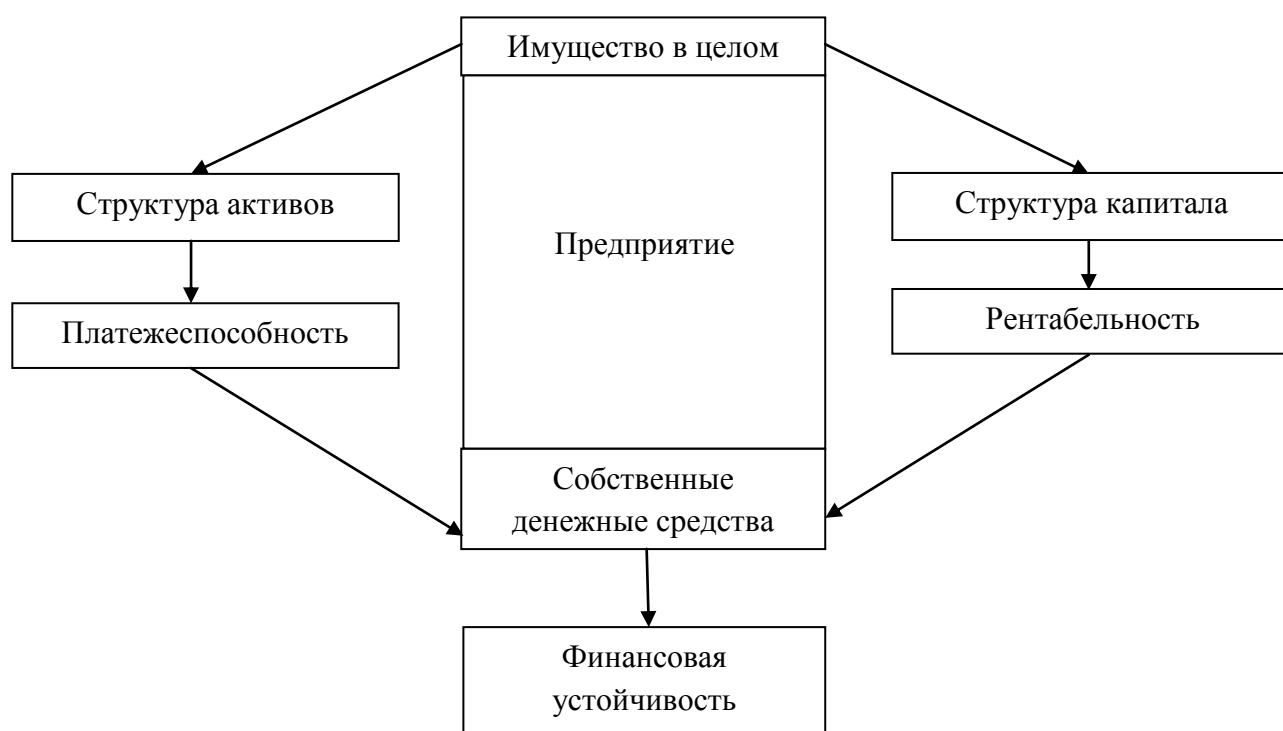 Имущество в целом
Структура активов
Структура капитала
Предприятие
Платежеспособность
Рентабельность
Собственные
денежные средства
Финансовая
устойчивость